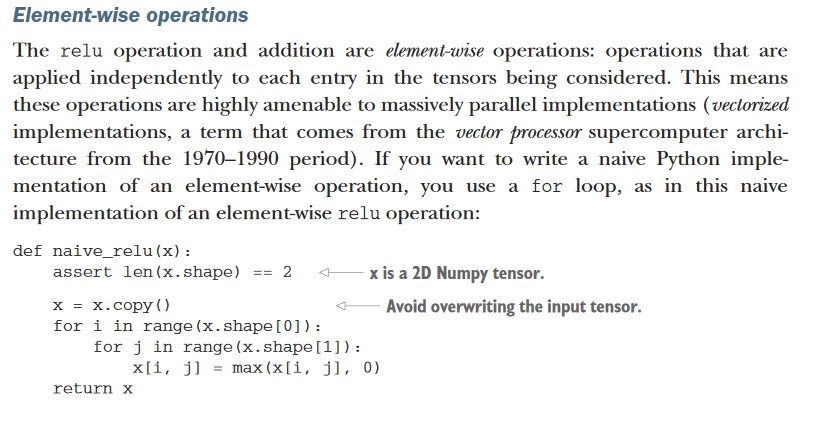 Element-wise operations
The relu operation and addition are element-wise operations: operations that are
applied independently to each entry in the tensors being considered. This means
these operations are highly amenable to massively parallel implementations (vectorized
implementations, a term that comes from the vector processor supercomputer archi-
tecture from the 1970–1990 period). If you want to write a naive Python imple-
mentation of an element-wise operation, you use a for loop, as in this naive
implementation of an element-wise relu operation:
def naive_relu(x):
    assert len(x.shape) == 2 x is a 2D Numpy tensor.
    x = x.copy() Avoid overwriting the input tensor.
    for i in range(x.shape[0]):
        for j in range(x.shape[1]):
            x[i, j] = max(x[i, j], 0)
    return x